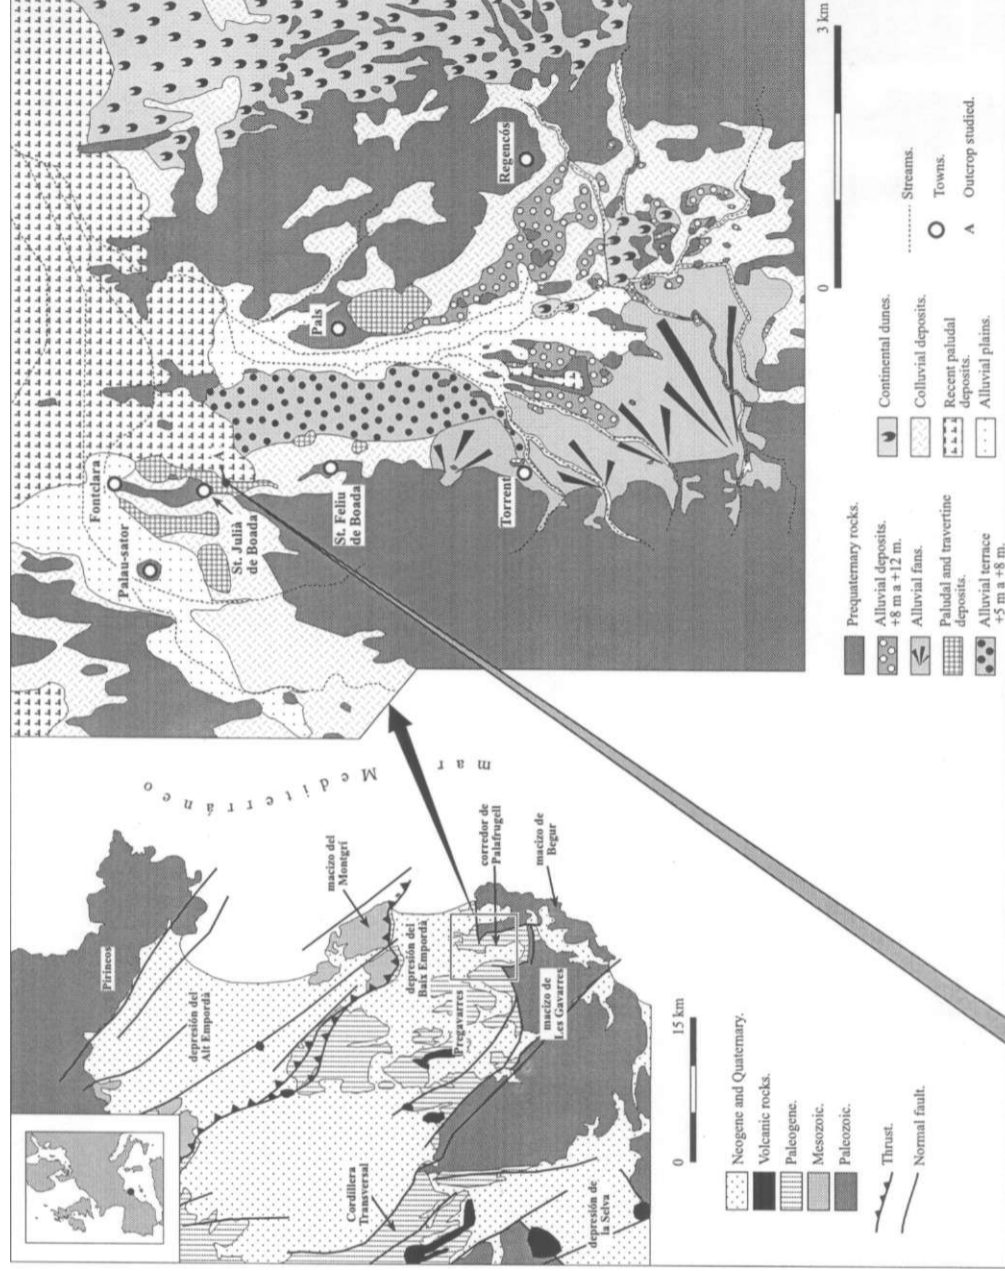 Pirineos
depresión del
Alt Empordà
macizo del
Montgrí
mar Mediterráneo
Cordillera
Transversal
depresión del
Baix Empordà
Pregavarres
corredor de
Palafrugell
macizo de
Begur
macizo de
Les Gavarres
depresión de
la Selva
0
15 km
Neogene and Quaternary.
Volcanic rocks.
Paleogene.
Mesozoic.
Paleozoic.
Thrust.
Normal fault.
Fontclara
Palau-sator
St. Julià
de Boada
A
St. Feliu
de Boada
Pals
Torrent
Regencós
0
3 km
Prequaternary rocks.
Alluvial deposits.
+8 m a +12 m.
Alluvial fans.
Paludal and travertine
deposits.
Alluvial terrace
+5 m a +8 m.
Continental dunes.
Colluvial deposits.
Recent paludal
deposits.
Alluvial plains.
Streams.
Towns.
A
Outcrop studied.